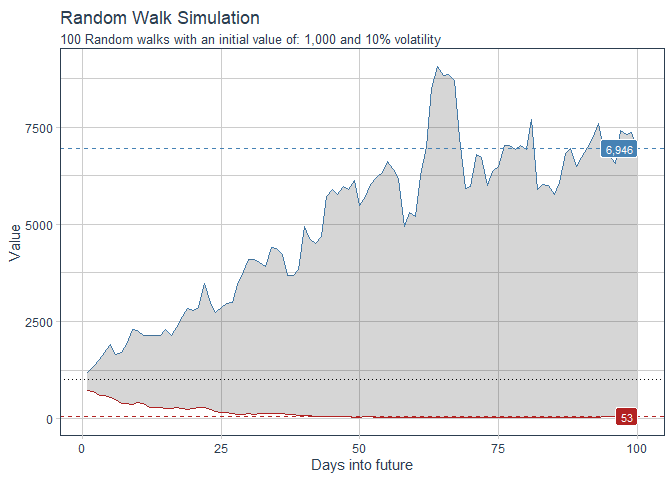 Random Walk Simulation
100 Random walks with an initial value of: 1,000 and 10% volatility
7500
6,946
5000
Value
2500
0
53
0 25 50 75 100
Days into future